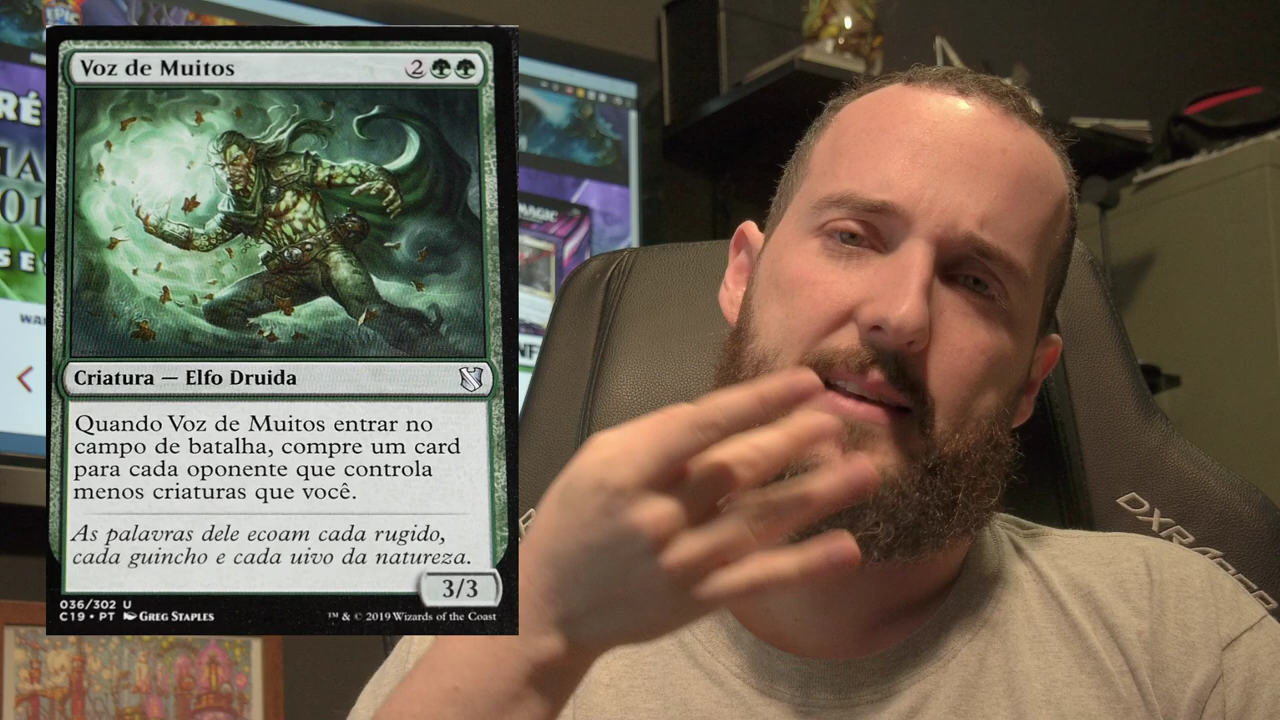 Voz de Muitos 2
Criatura — Elfo Druida
Quando Voz de Muitos entrar no
campo de batalha, compre um card
para cada oponente que controla
menos criaturas que você.
As palavras dele ecoam cada rugido,
cada guincho e cada uivo da natureza.
3/3
036/302 U
C19 • PT GREG STAPLES
™ & © 2019 Wizards of the Coast
EPIC
RÉ
MAGIC
DXRACER